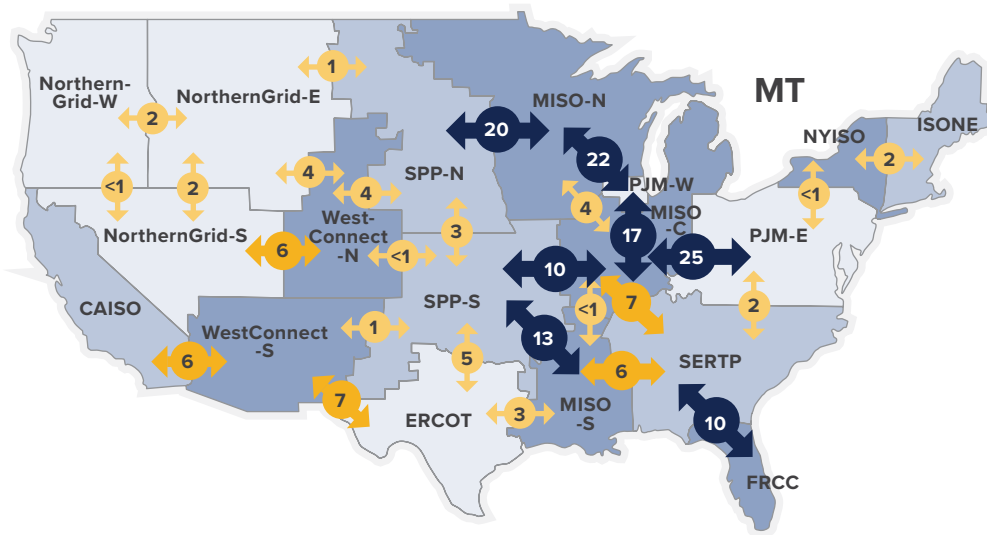 MT
Northern-
Grid-W
NorthernGrid-E
1
2
MISO-N
20
22
NYISO
ISONE
2
<1
2
4
4
SPP-N
4
PJM-W
MISO
-C
<1
PJM-E
NorthernGrid-S
West-
Connect
-N
6
<1
3
17
25
10
CAISO
SPP-S
<1
7
2
WestConnect
-S
1
13
SERTP
6
5
6
7
ERCOT
3
MISO
-S
10
FRCC